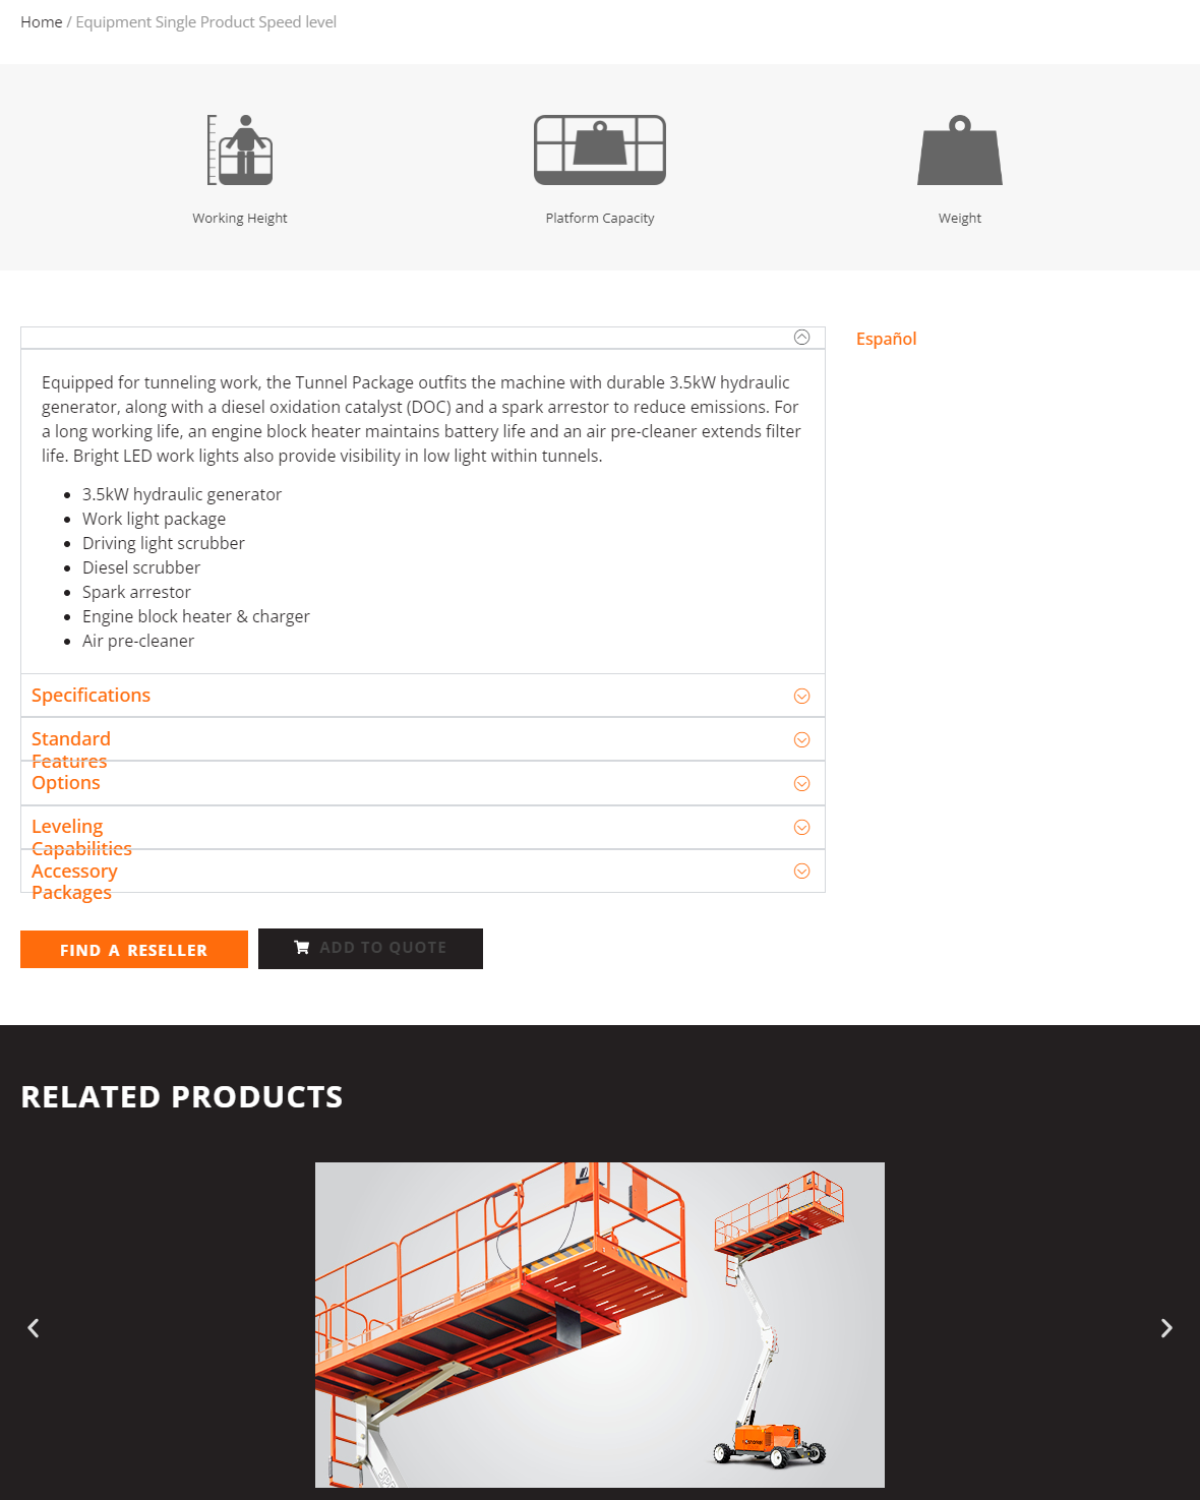 Home / Equipment Single Product Speed level
Working Height
Platform Capacity
Weight
Español
Equipped for tunneling work, the Tunnel Package outfits the machine with durable 3.5kW hydraulic
generator, along with a diesel oxidation catalyst (DOC) and a spark arrestor to reduce emissions. For
a long working life, an engine block heater maintains battery life and an air pre-cleaner extends filter
life. Bright LED work lights also provide visibility in low light within tunnels.
• 3.5kW hydraulic generator
• Work light package
• Driving light scrubber
• Diesel scrubber
• Spark arrestor
• Engine block heater & charger
• Air pre-cleaner
Specifications
Standard
Features
Options
Leveling
Capabilities
Accessory
Packages
FIND A RESELLER
ADD TO QUOTE
RELATED PRODUCTS